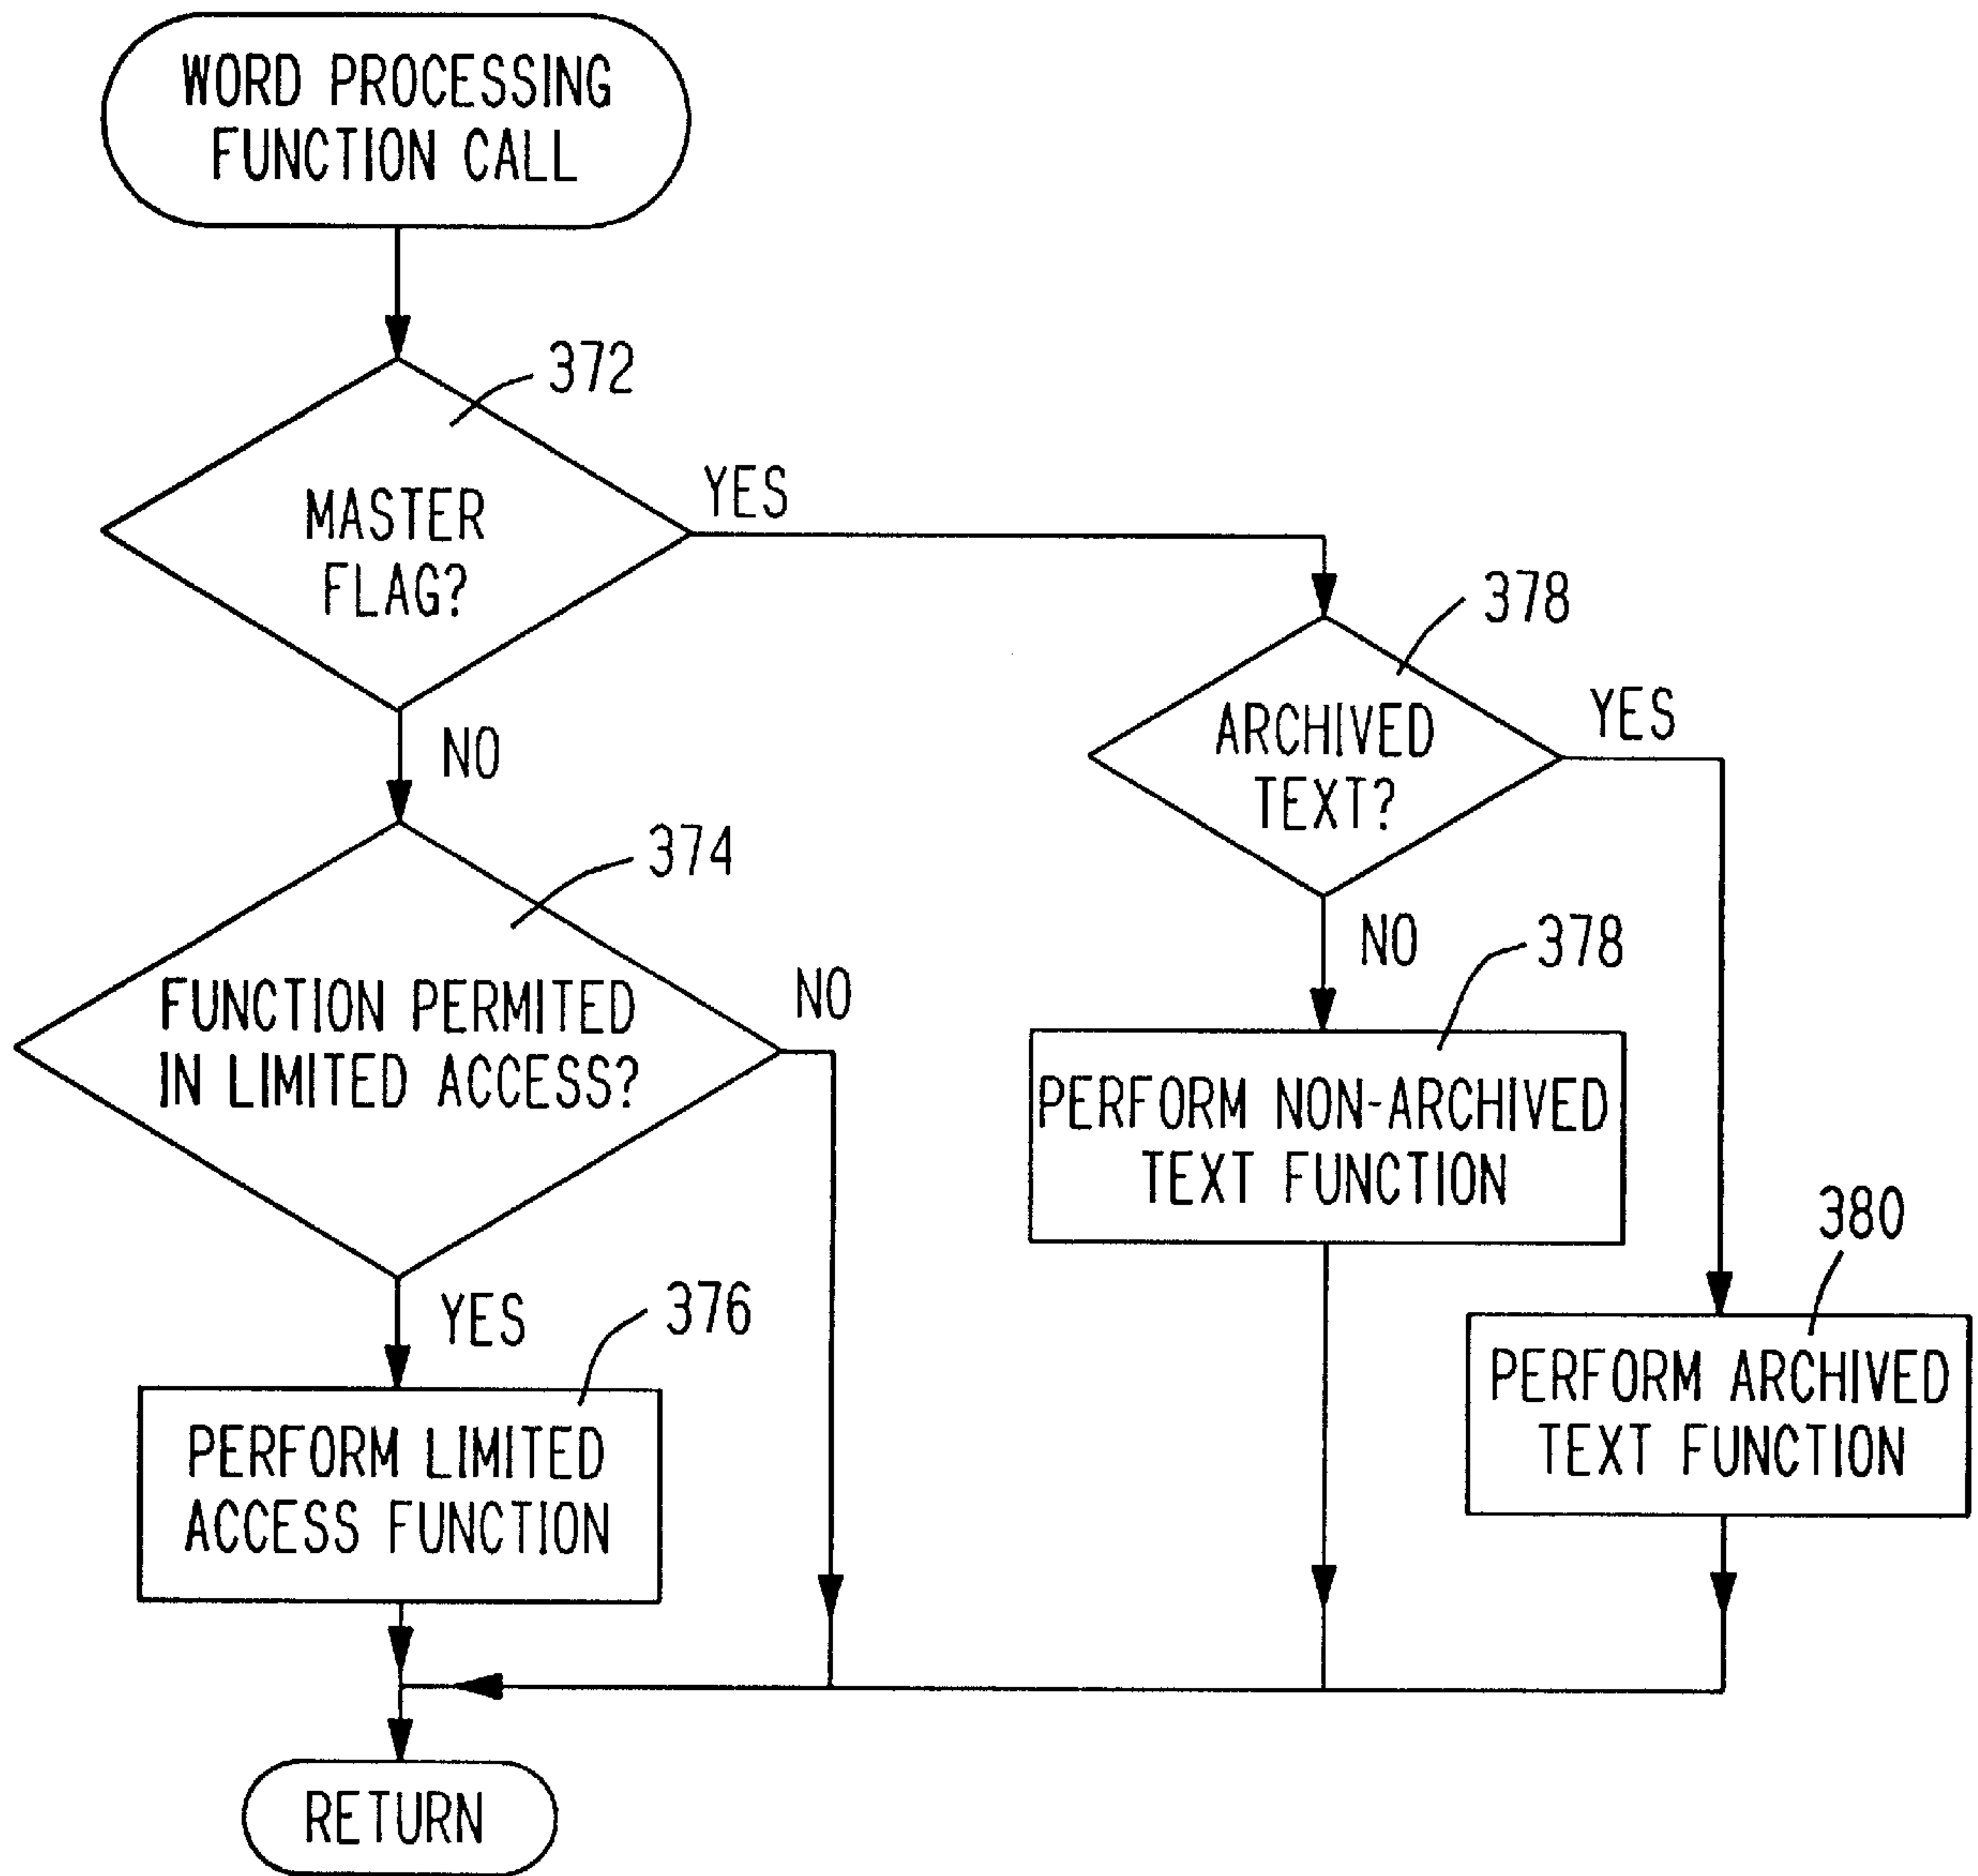 WORD PROCESSING
FUNCTION CALL
372
MASTER
FLAG?
YES
NO
378
ARCHIVED
TEXT?
YES
NO
374
FUNCTION PERMITED
IN LIMITED ACCESS?
NO
YES
378
PERFORM NON-ARCHIVED
TEXT FUNCTION
380
PERFORM ARCHIVED
TEXT FUNCTION
376
PERFORM LIMITED
ACCESS FUNCTION
RETURN